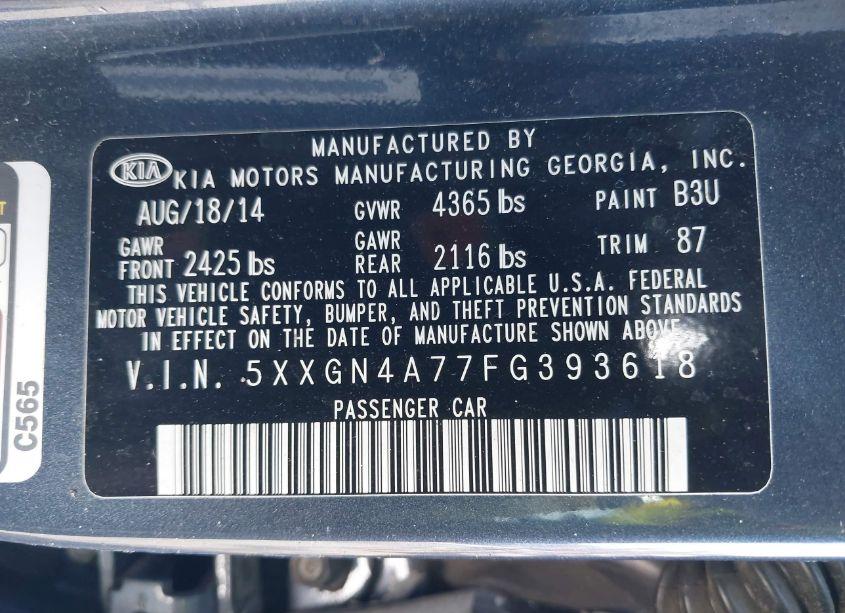 MANUFACTURED BY
KIA KIA MOTORS MANUFACTURING GEORGIA, INC.
AUG/18/14 GVWR 4365 lbs PAINT B3U
GAWR FRONT 2425 lbs GAWR REAR 2116 lbs TRIM 87
THIS VEHICLE CONFORMS TO ALL APPLICABLE U.S.A. FEDERAL
MOTOR VEHICLE SAFETY, BUMPER, AND THEFT PREVENTION STANDARDS
IN EFFECT ON THE DATE OF MANUFACTURE SHOWN ABOVE.
V.I.N. 5XXGN4A77FG393618
PASSENGER CAR
C565